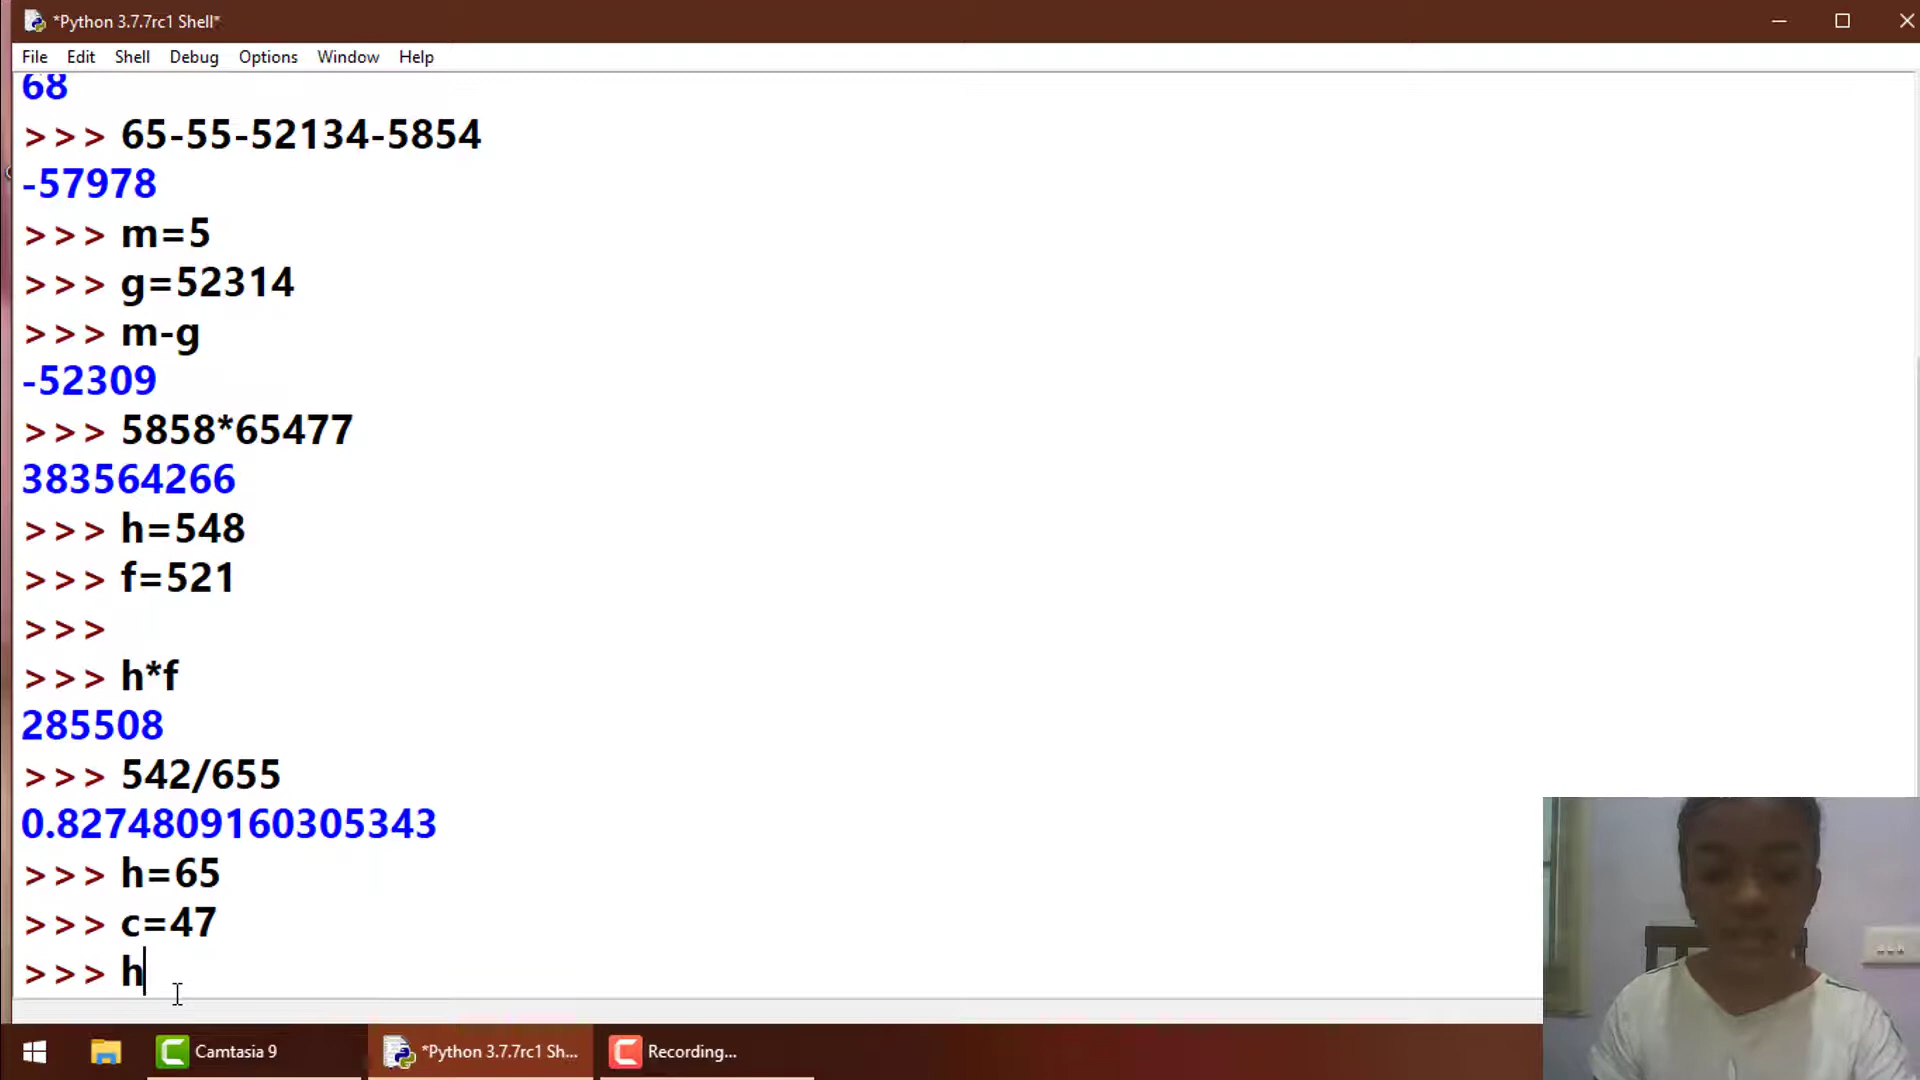 *Python 3.7.7rc1 Shell*
File Edit Shell Debug Options Window Help
68
>>> 65-55-52134-5854
-57978
>>> m=5
>>> g=52314
>>> m-g
-52309
>>> 5858*65477
383564266
>>> h=548
>>> f=521
>>>
>>> h*f
285508
>>> 542/655
0.8274809160305343
>>> h=65
>>> c=47
>>> h
Camtasia 9 *Python 3.7.7rc1 Sh... Recording...